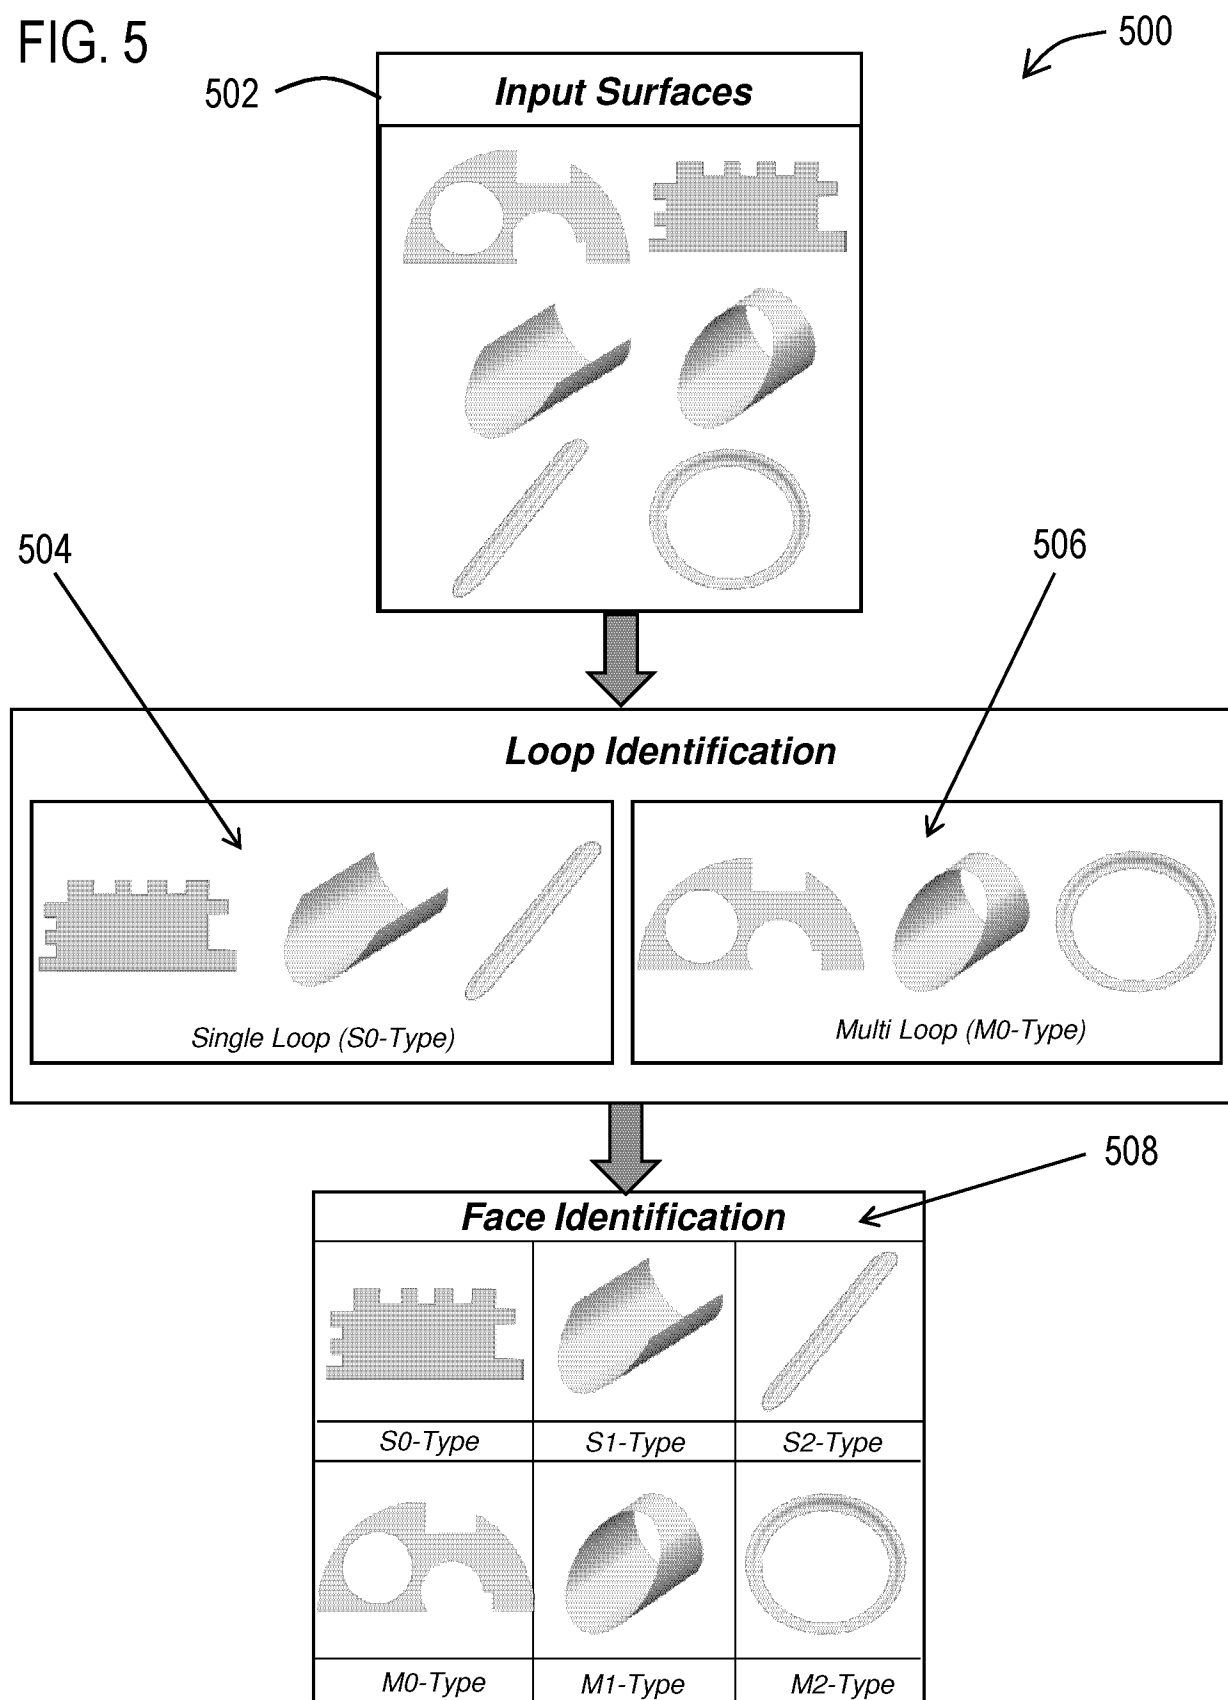 FIG. 5
500
502
Input Surfaces
504
506
Loop Identification
Single Loop (S0-Type)
Multi Loop (M0-Type)
508
Face Identification
S0-Type
S1-Type
S2-Type
M0-Type
M1-Type
M2-Type